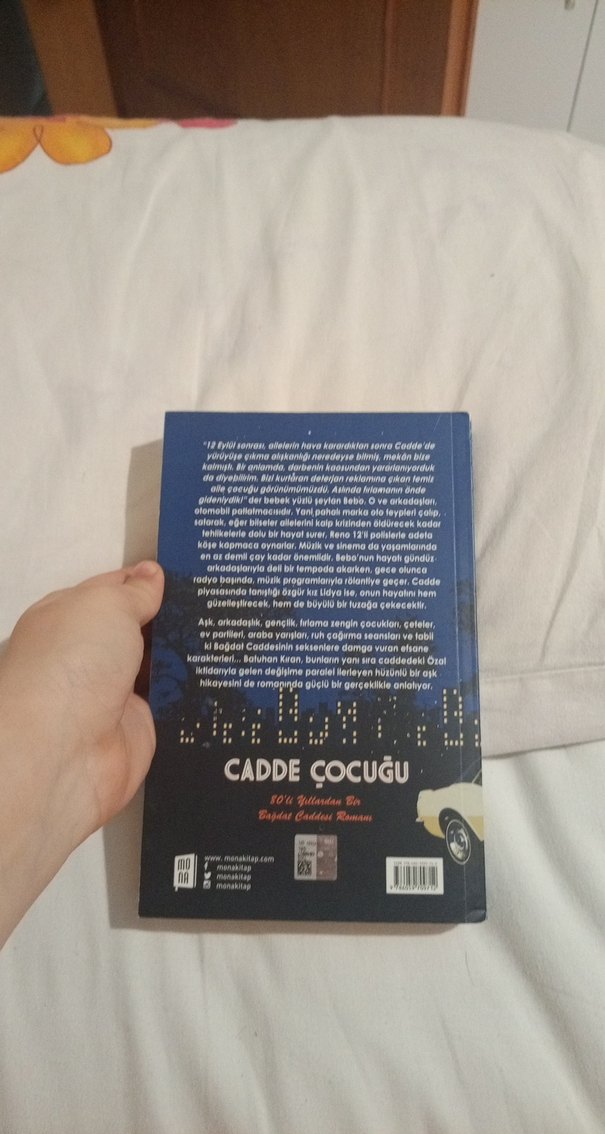 "12 Eylül sonrası, ailelerin hava karardıktan sonra Cadde'de
yürüyüşe çıkma alışkanlığı neredeyse bitmiş, mekân bize
kalmıştı. Bir anlamda, darbenin kaosundan yararlanıyorduk
da diyebilirim. Bizi kurtaran deterjan reklamına çıkan temiz
aile çocuğu görünümümüzdü. Aslında fırlamanın önde
gideniydik!" der bebek yüzlü şeytan Bebo. O ve arkadaşları,
otomobil patlatmacısıdır. Yani pahalı marka oto teypleri çalıp,
satarak, eğer bilseler ailelerini kalp krizinden öldürecek kadar
tehlikelerle dolu bir hayat sürer, Reno 12'li polislerle adeta
köşe kapmaca oynarlar. Müzik ve sinema da yaşamlarında
en az demli çay kadar önemlidir. Bebo'nun hayatı gündüz
arkadaşlarıyla deli bir tempoda akarken, gece olunca
radyo başında, müzik programlarıyla rölantiye geçer. Cadde
piyasasında tanıştığı özgür kız Lidya ise, onun hayatını hem
güzelleştirecek, hem de büyülü bir tuzağa çekecektir.
Aşk, arkadaşlık, gençlik, fırlama zengin çocukları, çeteler,
ev partileri, araba yarışları, ruh çağırma seansları ve tabii
ki Bağdat Caddesinin seksenlere damga vuran efsane
karakterleri... Batuhan Kıran, bunların yanı sıra caddedeki Özal
iktidarıyla gelen değişime paralel ilerleyen hüzünlü bir aşk
hikayesini de romanında güçlü bir gerçeklikle anlatıyor.
CADDE ÇOCUĞU
80'li Yıllardan Bir
Bağdat Caddesi Romanı
MO
NA
www.monakitap.com
monakitap
monakitap
monakitap